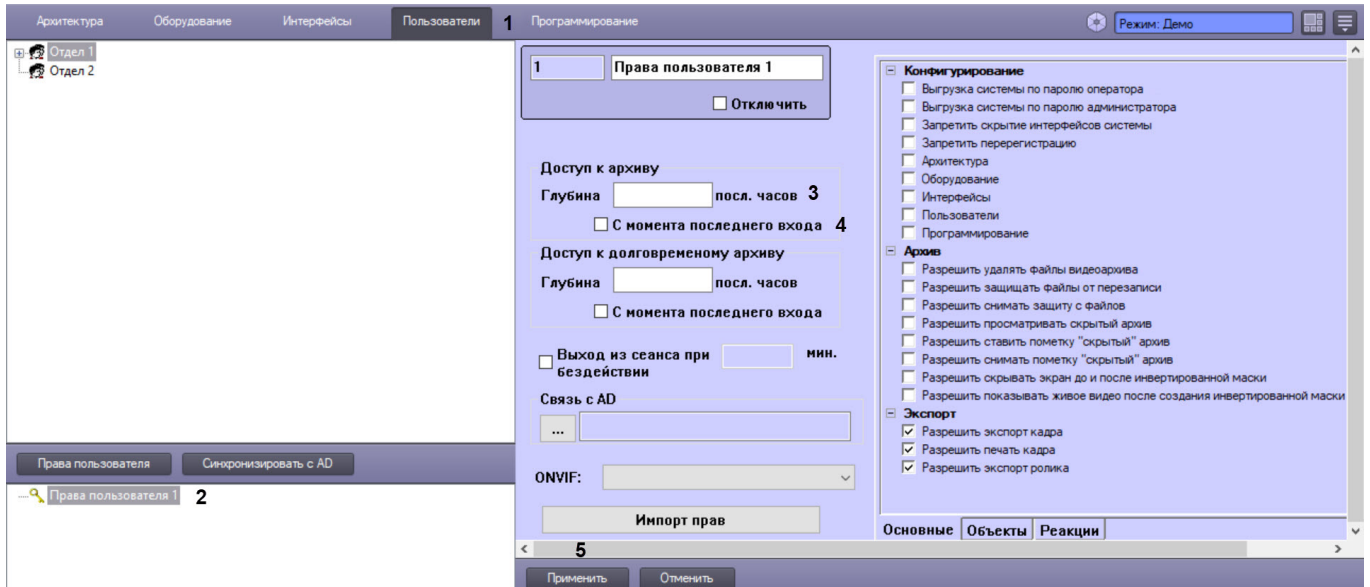 Архитектура Оборудование Интерфейсы Пользователи 1 Программирование Режим: Демо
Отдел 1
Отдел 2
Права пользователя Синхронизировать с AD
Права пользователя 1 2
1 Права пользователя 1
Отключить
Доступ к архиву
Глубина посл. часов 3
С момента последнего входа 4
Доступ к долговременому архиву
Глубина посл. часов
С момента последнего входа
Выход из сеанса при мин.
бездействии
Связь с AD
...
ONVIF:
Импорт прав
5
Применить Отменить
Конфигурирование
Выгрузка системы по паролю оператора
Выгрузка системы по паролю администратора
Запретить скрытие интерфейсов системы
Запретить перерегистрацию
Архитектура
Оборудование
Интерфейсы
Пользователи
Программирование
Архив
Разрешить удалять файлы видеоархива
Разрешить защищать файлы от перезаписи
Разрешить снимать защиту с файлов
Разрешить просматривать скрытый архив
Разрешить ставить пометку "скрытый" архив
Разрешить снимать пометку "скрытый" архив
Разрешить скрывать экран до и после инвертированной маски
Разрешить показывать живое видео после создания инвертированной маски
Экспорт
Разрешить экспорт кадра
Разрешить печать кадра
Разрешить экспорт ролика
Основные Объекты Реакции